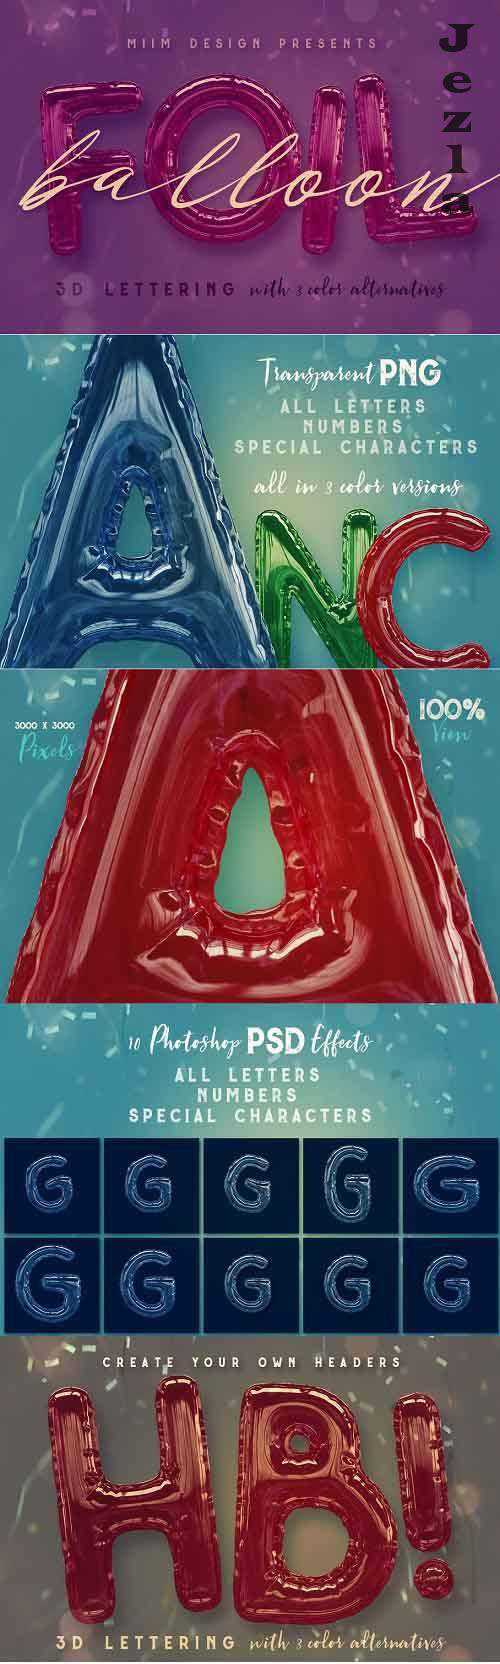 MIIM DESIGN PRESENTS
Jezla
FOIL
balloon
3D LETTERING with 3 color alternatives
Transparent PNG
ALL LETTERS
NUMBERS
SPECIAL CHARACTERS
all in 3 color versions
A N C
3000 X 3000
Pixels
100%
View
A
10 Photoshop PSD Effects
ALL LETTERS
NUMBERS
SPECIAL CHARACTERS
G G G G G
G G G G G
CREATE YOUR OWN HEADERS
HB!
3D LETTERING with 3 color alternatives